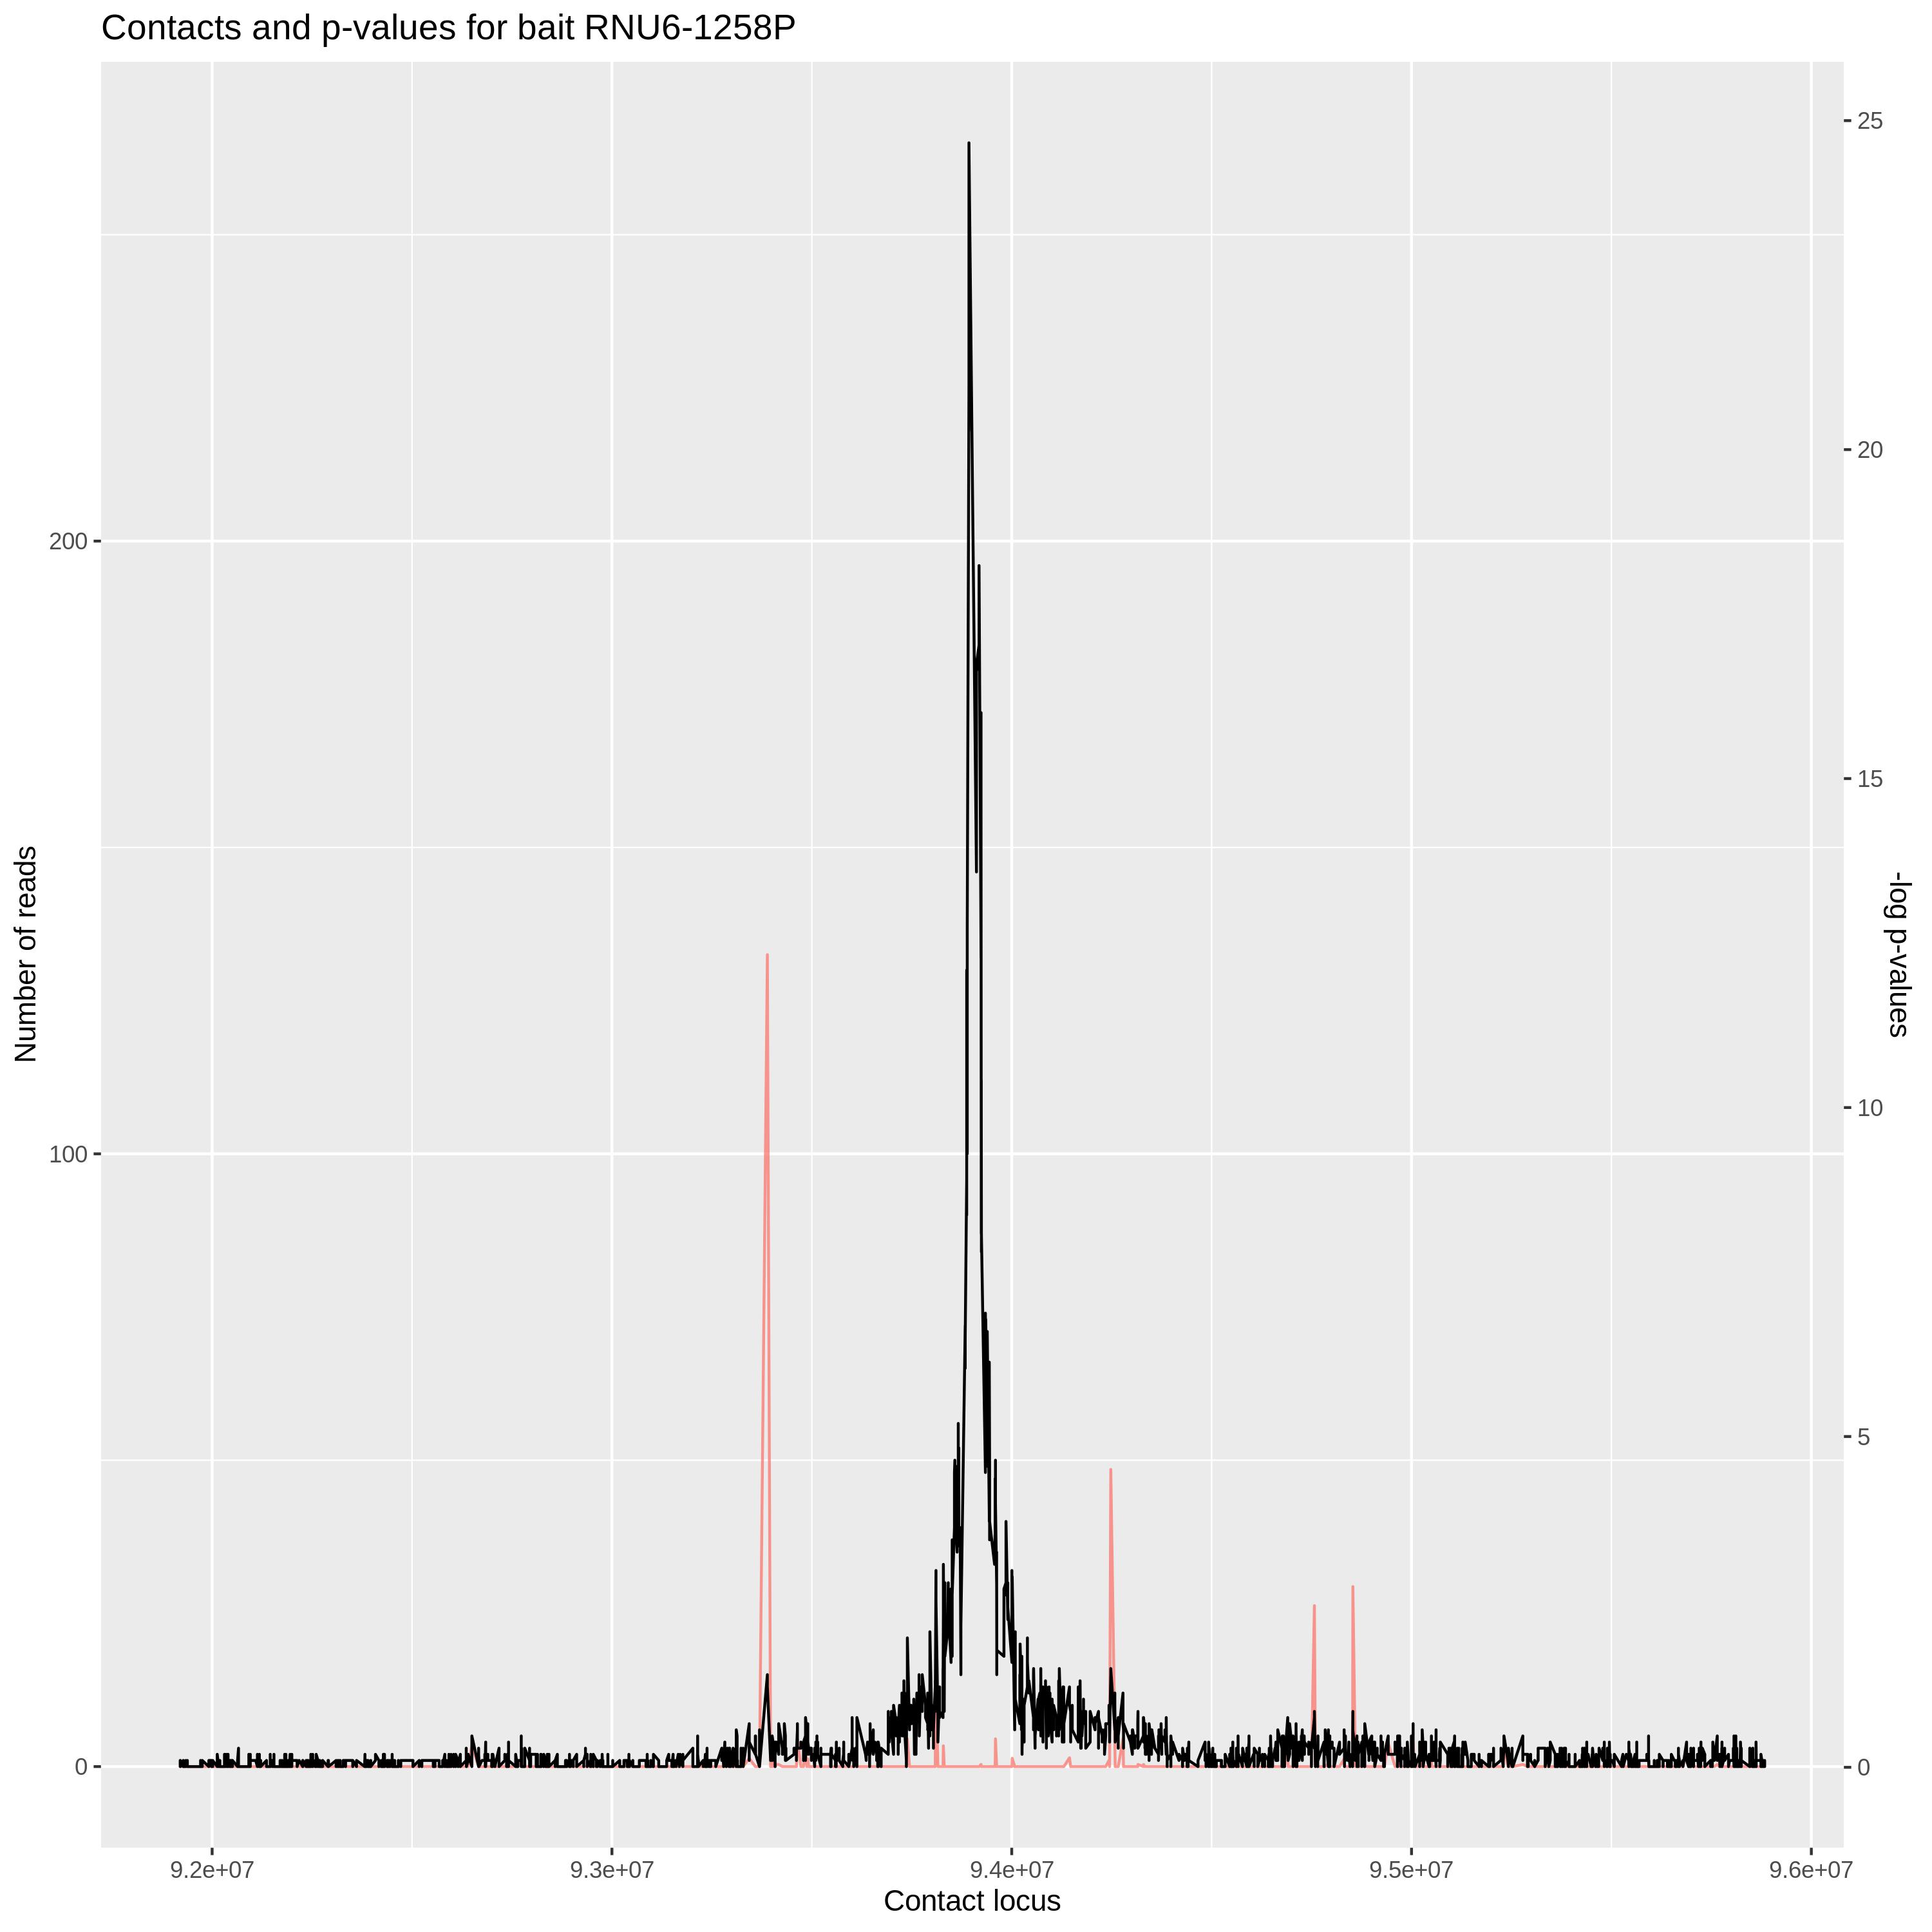 Contacts and p-values for bait RNU6-1258P
25
20
200
15
Number of reads
-log p-values
10
100
5
0
0
9.2e+07 9.3e+07 9.4e+07 9.5e+07 9.6e+07
Contact locus